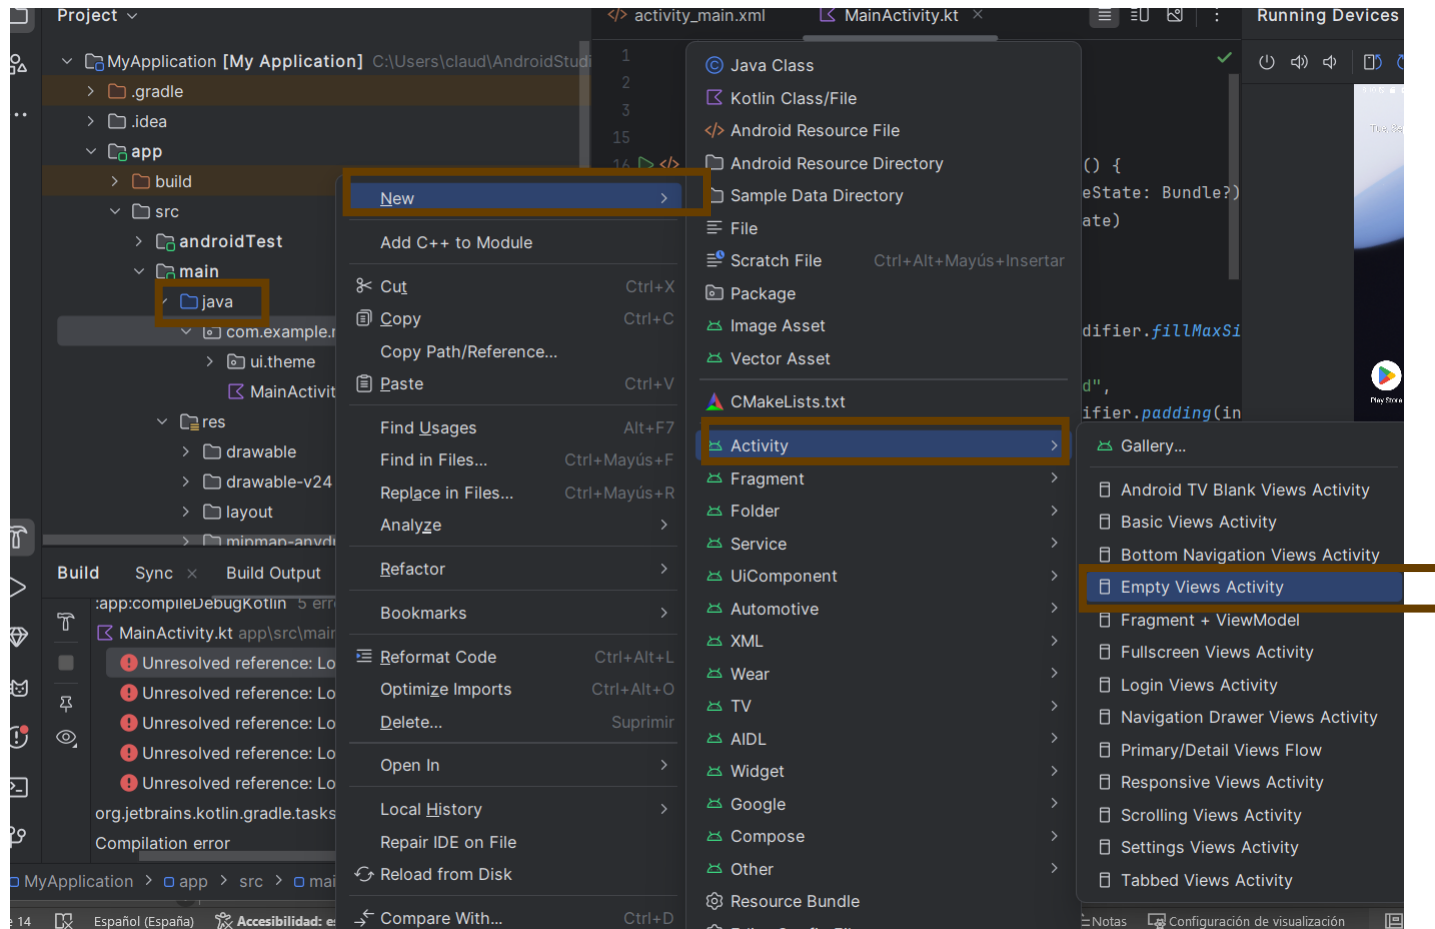 Project
activity_main.xml
MainActivity.kt
Running Devices
MyApplication [My Application] C:\Users\claud\AndroidStudi
.gradle
.idea
app
build
src
androidTest
main
java
com.example.
ui.theme
MainActivit
res
drawable
drawable-v24
layout
mipmap-anyd
1
2
3
15
16
() {
eState: Bundle?)
ate)
difier.fillMaxSi
d",
ifier.padding(in
Play Store
New
Add C++ to Module
Cut Ctrl+X
Copy Ctrl+C
Copy Path/Reference...
Paste Ctrl+V
Find Usages Alt+F7
Find in Files... Ctrl+Mayús+F
Replace in Files... Ctrl+Mayús+R
Analyze
Refactor
Bookmarks
Reformat Code Ctrl+Alt+L
Optimize Imports Ctrl+Alt+O
Delete... Suprimir
Open In
Local History
Repair IDE on File
Reload from Disk
Compare With... Ctrl+D
Java Class
Kotlin Class/File
Android Resource File
Android Resource Directory
Sample Data Directory
File
Scratch File Ctrl+Alt+Mayús+Insertar
Package
Image Asset
Vector Asset
CMakeLists.txt
Activity
Fragment
Folder
Service
UiComponent
Automotive
XML
Wear
TV
AIDL
Widget
Google
Compose
Other
Resource Bundle
Gallery...
Android TV Blank Views Activity
Basic Views Activity
Bottom Navigation Views Activity
Empty Views Activity
Fragment + ViewModel
Fullscreen Views Activity
Login Views Activity
Navigation Drawer Views Activity
Primary/Detail Views Flow
Responsive Views Activity
Scrolling Views Activity
Settings Views Activity
Tabbed Views Activity
Build Sync Build Output
:app:compileDebugKotlin 5 err
MainActivity.kt app\src\mair
Unresolved reference: Lo
Unresolved reference: Lo
Unresolved reference: Lo
Unresolved reference: Lo
Unresolved reference: Lo
org.jetbrains.kotlin.gradle.tasks
Compilation error
MyApplication > app > src > mai
14 Español (España) Accesibilidad: e
Notas Configuración de visualización